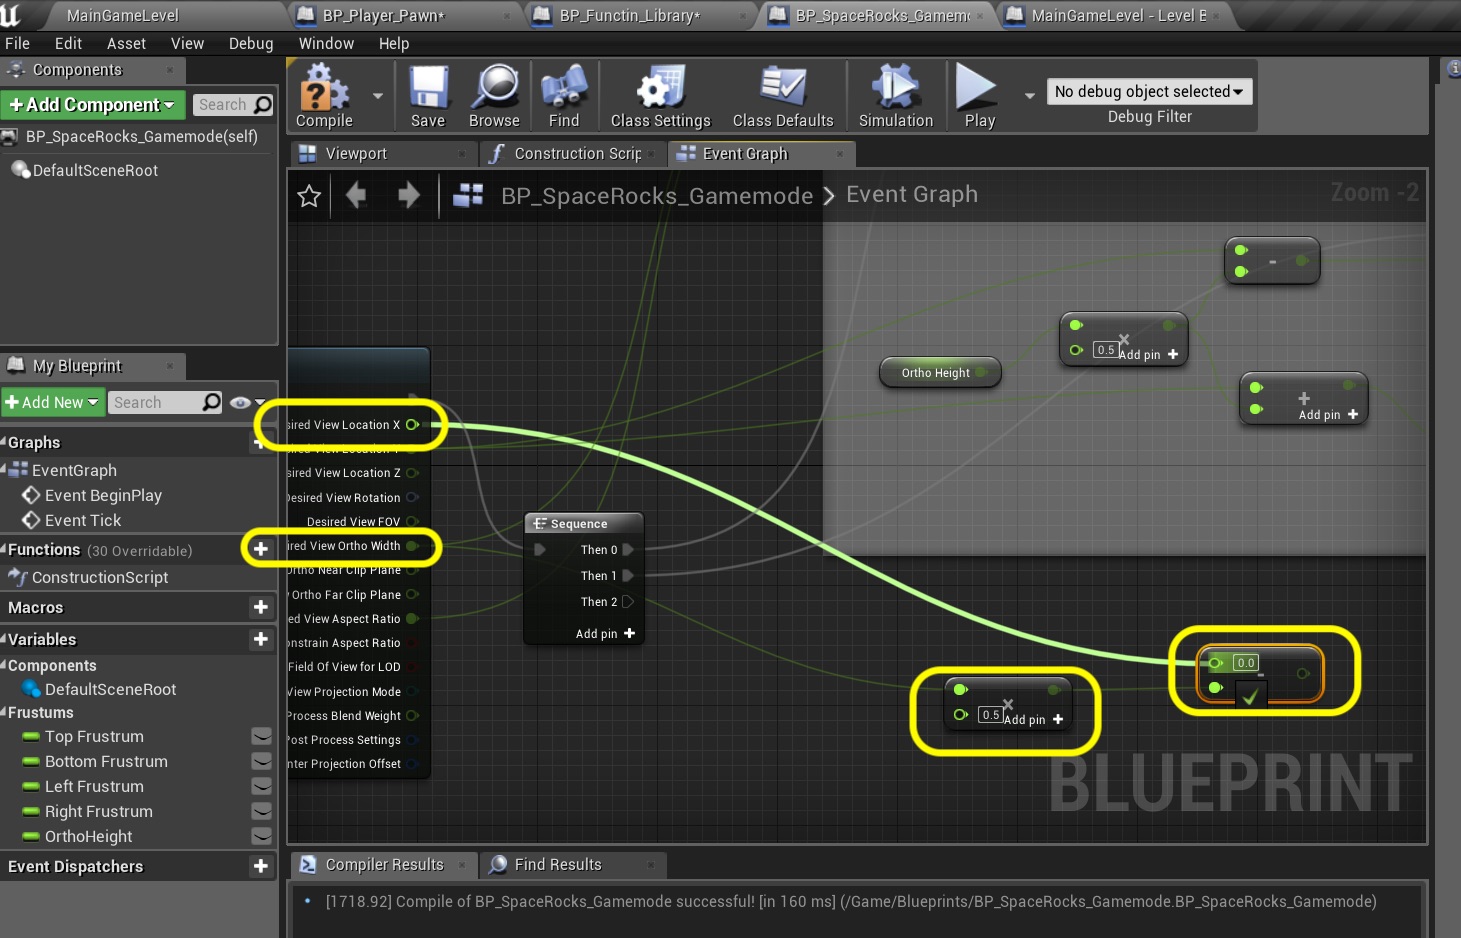 MainGameLevel
BP_Player_Pawn*
BP_Functin_Library*
BP_SpaceRocks_Gamem
MainGameLevel - Level B
File Edit Asset View Debug Window Help
Components
+Add Component
Search
BP_SpaceRocks_Gamemode(self)
DefaultSceneRoot
Compile
Save
Browse
Find
Class Settings
Class Defaults
Simulation
Play
No debug object selected
Debug Filter
Viewport
Construction Scrip
Event Graph
BP_SpaceRocks_Gamemode > Event Graph
Zoom -2
My Blueprint
+Add New
Search
Graphs
EventGraph
Event BeginPlay
Event Tick
Functions (30 Overridable)
ConstructionScript
Macros
Variables
Components
DefaultSceneRoot
Frustums
Top Frustrum
Bottom Frustrum
Left Frustrum
Right Frustrum
OrthoHeight
Event Dispatchers
sired View Location X
sired View Location Z
Desired View Rotation
Desired View FOV
ired View Ortho Width
Ortho Near Clip Plane
Ortho Far Clip Plane
ed View Aspect Ratio
onstrain Aspect Ratio
Field Of View for LOD
View Projection Mode
Process Blend Weight
Post Process Settings
nter Projection Offset
Sequence
Then 0
Then 1
Then 2
Add pin +
Ortho Height
0.5
Add pin +
-
+
Add pin +
0.5
Add pin +
0.0
BLUEPRINT
Compiler Results
Find Results
[1718.92] Compile of BP_SpaceRocks_Gamemode successful! [in 160 ms] (/Game/Blueprints/BP_SpaceRocks_Gamemode.BP_SpaceRocks_Gamemode)